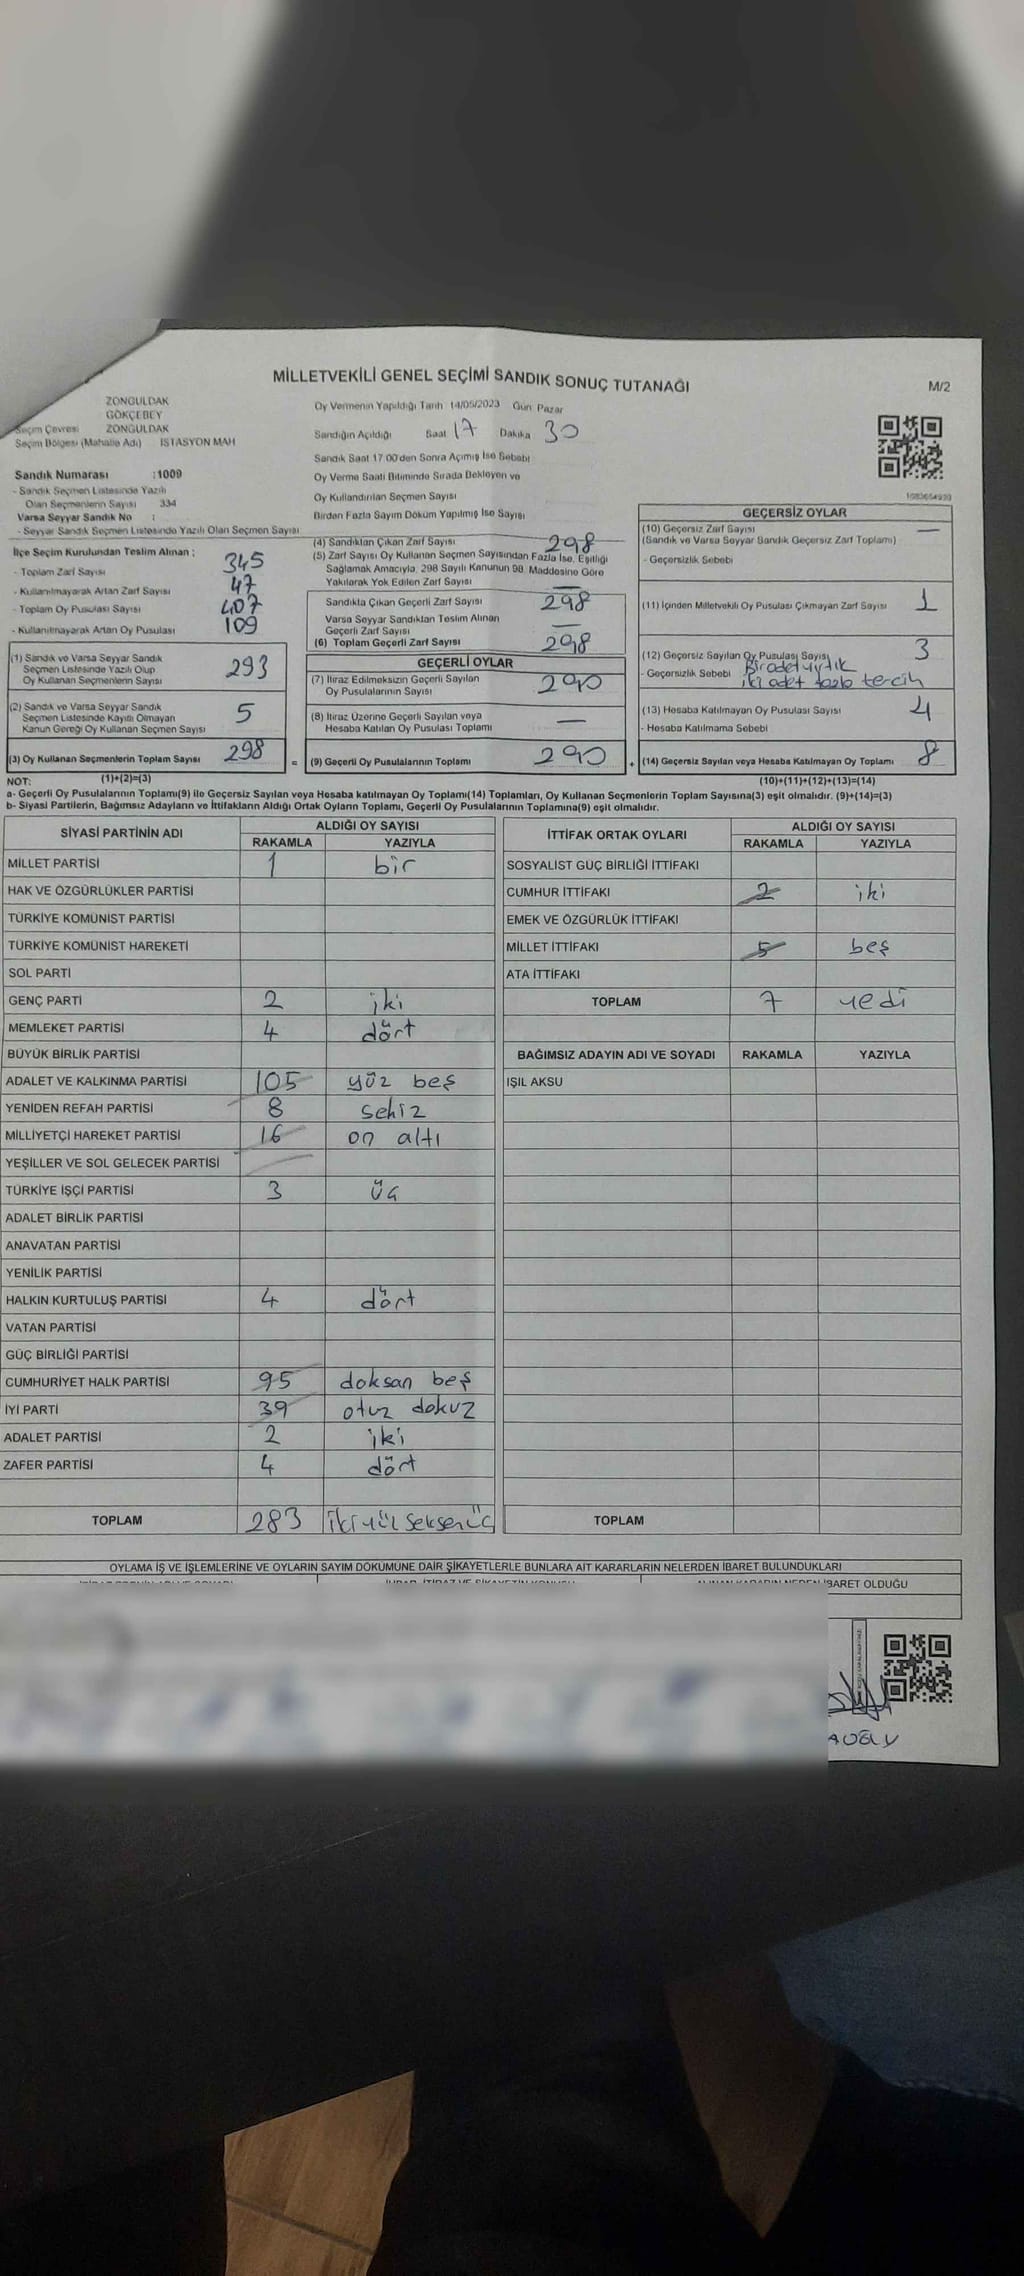 MİLLETVEKİLİ GENEL SEÇİMİ SANDIK SONUÇ TUTANAĞI
M/2
ZONGULDAK
GÖKÇEBEY
Seçim Çevresi ZONGULDAK
Seçim Bölgesi (Mahalle Adı) İSTASYON MAH
Sandık Numarası :1009
- Sandık Seçmen Listesinde Yazılı
Olan Seçmenlerin Sayısı 334
Varsa Seyyar Sandık No :
- Seyyar Sandık Seçmen Listesinde Yazılı Olan Seçmen Sayısı
Oy Vermenin Yapıldığı Tarih 14/05/2023 Gün Pazar
Sandığın Açıldığı Saat 17 Dakika 30
Sandık Saat 17.00'den Sonra Açımış İse Sebebi
Oy Verme Saati Bitiminde Sırada Bekleyen ve
Oy Kullandırılan Seçmen Sayısı
Birden Fazla Sayım Döküm Yapılmış İse Sayısı
İlçe Seçim Kurulundan Teslim Alınan ;
- Toplam Zarf Sayısı 345
- Kullanılmayarak Artan Zarf Sayısı 47
- Toplam Oy Pusulası Sayısı 407
- Kullanılmayarak Artan Oy Pusulası 109
(1) Sandık ve Varsa Seyyar Sandık
Seçmen Listesinde Yazılı Olup
Oy Kullanan Seçmenlerin Sayısı 293
(2) Sandık ve Varsa Seyyar Sandık
Seçmen Listesinde Kayıtlı Olmayan
Kanun Gereği Oy Kullanan Seçmen Sayısı 5
(3) Oy Kullanan Seçmenlerin Toplam Sayısı 298
(4) Sandıktan Çıkan Zarf Sayısı 298
(5) Zarf Sayısı Oy Kullanan Seçmen Sayısından Fazla İse, Eşitliği
Sağlamak Amacıyla, 298 Sayılı Kanunun 98. Maddesine Göre
Yakılarak Yok Edilen Zarf Sayısı —
Sandıkta Çıkan Geçerli Zarf Sayısı 298
Varsa Seyyar Sandıktan Teslim Alınan
Geçerli Zarf Sayısı —
(6) Toplam Geçerli Zarf Sayısı 298
GEÇERLİ OYLAR
(7) İtiraz Edilmeksizin Geçerli Sayılan
Oy Pusulalarının Sayısı 290
(8) İtiraz Üzerine Geçerli Sayılan veya
Hesaba Katılan Oy Pusulası Toplamı —
= (9) Geçerli Oy Pusulalarının Toplamı 290
GEÇERSİZ OYLAR
(10) Geçersiz Zarf Sayısı —
(Sandık ve Varsa Seyyar Sandık Geçersiz Zarf Toplamı)
- Geçersizlik Sebebi
(11) İçinden Milletvekili Oy Pusulası Çıkmayan Zarf Sayısı 1
(12) Geçersiz Sayılan Oy Pusulası Sayısı 3
- Geçersizlik Sebebi Bir adet yırtık
iki adet fazla tercih
(13) Hesaba Katılmayan Oy Pusulası Sayısı 4
- Hesaba Katılmama Sebebi
+ (14) Geçersiz Sayılan veya Hesaba Katılmayan Oy Toplamı 8
NOT: (1)+(2)=(3) (10)+(11)+(12)+(13)=(14)
a- Geçerli Oy Pusulalarının Toplamı(9) ile Geçersiz Sayılan veya Hesaba katılmayan Oy Toplamı(14) Toplamları, Oy Kullanan Seçmenlerin Toplam Sayısına(3) eşit olmalıdır. (9)+(14)=(3)
b- Siyasi Partilerin, Bağımsız Adayların ve İttifakların Aldığı Ortak Oyların Toplamı, Geçerli Oy Pusulalarının Toplamına(9) eşit olmalıdır.
SİYASİ PARTİNİN ADI ALDIĞI OY SAYISI
RAKAMLA YAZIYLA
MİLLET PARTİSİ 1 bir
HAK VE ÖZGÜRLÜKLER PARTİSİ
TÜRKİYE KOMÜNİST PARTİSİ
TÜRKİYE KOMÜNİST HAREKETİ
SOL PARTİ
GENÇ PARTİ 2 iki
MEMLEKET PARTİSİ 4 dört
BÜYÜK BİRLİK PARTİSİ
ADALET VE KALKINMA PARTİSİ 105 yüz beş
YENİDEN REFAH PARTİSİ 8 sekiz
MİLLİYETÇİ HAREKET PARTİSİ 16 on altı
YEŞİLLER VE SOL GELECEK PARTİSİ
TÜRKİYE İŞÇİ PARTİSİ 3 üç
ADALET BİRLİK PARTİSİ
ANAVATAN PARTİSİ
YENİLİK PARTİSİ
HALKIN KURTULUŞ PARTİSİ 4 dört
VATAN PARTİSİ
GÜÇ BİRLİĞİ PARTİSİ
CUMHURİYET HALK PARTİSİ 95 doksan beş
İYİ PARTİ 39 otuz dokuz
ADALET PARTİSİ 2 iki
ZAFER PARTİSİ 4 dört
TOPLAM 283 iki yüz seksen üç
İTTİFAK ORTAK OYLARI ALDIĞI OY SAYISI
RAKAMLA YAZIYLA
SOSYALİST GÜÇ BİRLİĞİ İTTİFAKI
CUMHUR İTTİFAKI 2 iki
EMEK VE ÖZGÜRLÜK İTTİFAKI
MİLLET İTTİFAKI 5 beş
ATA İTTİFAKI
TOPLAM 7 yedi
BAĞIMSIZ ADAYIN ADI VE SOYADI RAKAMLA YAZIYLA
IŞIL AKSU
TOPLAM
OYLAMA İŞ VE İŞLEMLERİNE VE OYLARIN SAYIM DÖKÜMÜNE DAİR ŞİKAYETLERLE BUNLARA AİT KARARLARIN NELERDEN İBARET BULUNDUKLARI
İBARET OLDUĞU